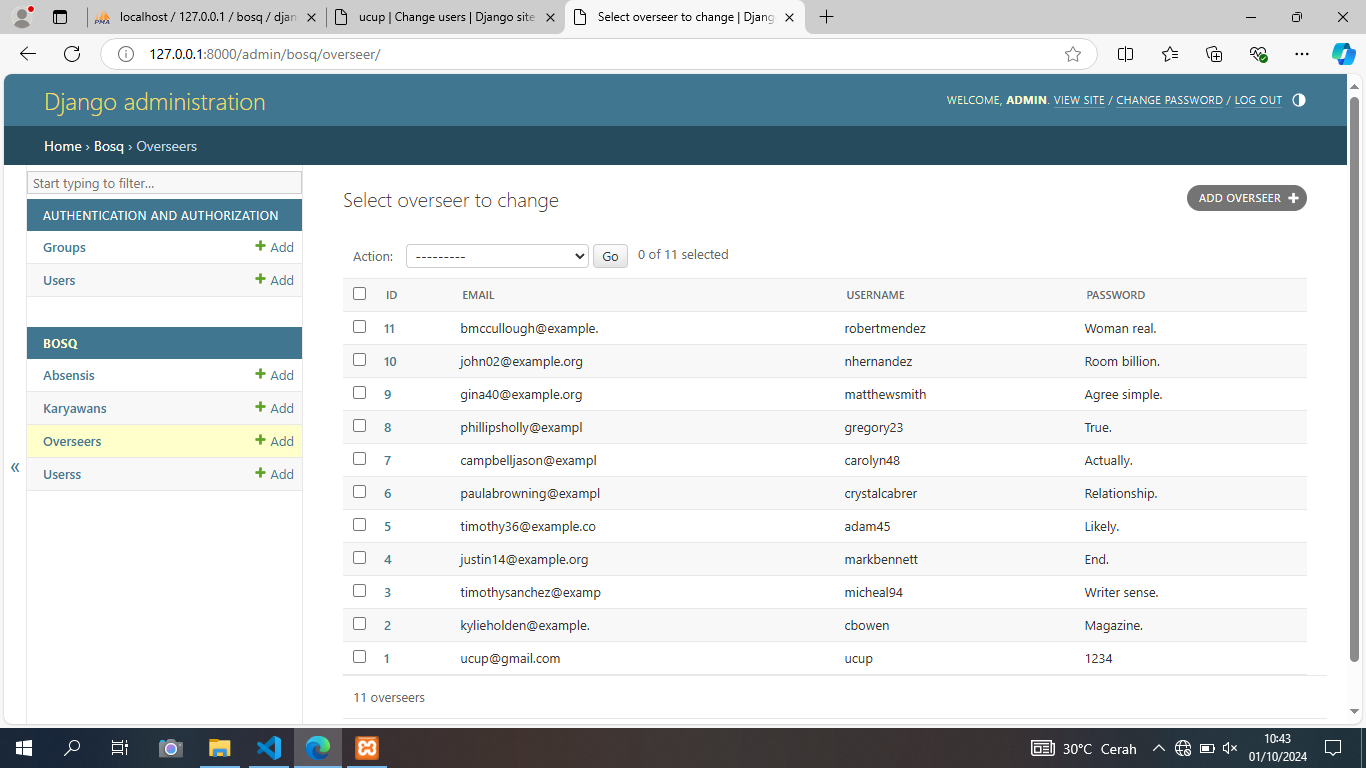 localhost / 127.0.0.1 / bosq / djan
ucup | Change users | Django site
Select overseer to change | Djang
127.0.0.1:8000/admin/bosq/overseer/
Django administration
WELCOME, ADMIN. VIEW SITE / CHANGE PASSWORD / LOG OUT
Home › Bosq › Overseers
Start typing to filter...
AUTHENTICATION AND AUTHORIZATION
Groups + Add
Users + Add
BOSQ
Absensis + Add
Karyawans + Add
Overseers + Add
Userss + Add
«
Select overseer to change
ADD OVERSEER +
Action: --------- Go 0 of 11 selected
ID EMAIL USERNAME PASSWORD
11 bmccullough@example. robertmendez Woman real.
10 john02@example.org nhernandez Room billion.
9 gina40@example.org matthewsmith Agree simple.
8 phillipsholly@exampl gregory23 True.
7 campbelljason@exampl carolyn48 Actually.
6 paulabrowning@exampl crystalcabrer Relationship.
5 timothy36@example.co adam45 Likely.
4 justin14@example.org markbennett End.
3 timothysanchez@examp micheal94 Writer sense.
2 kylieholden@example. cbowen Magazine.
1 ucup@gmail.com ucup 1234
11 overseers
30°C Cerah
10:43
01/10/2024